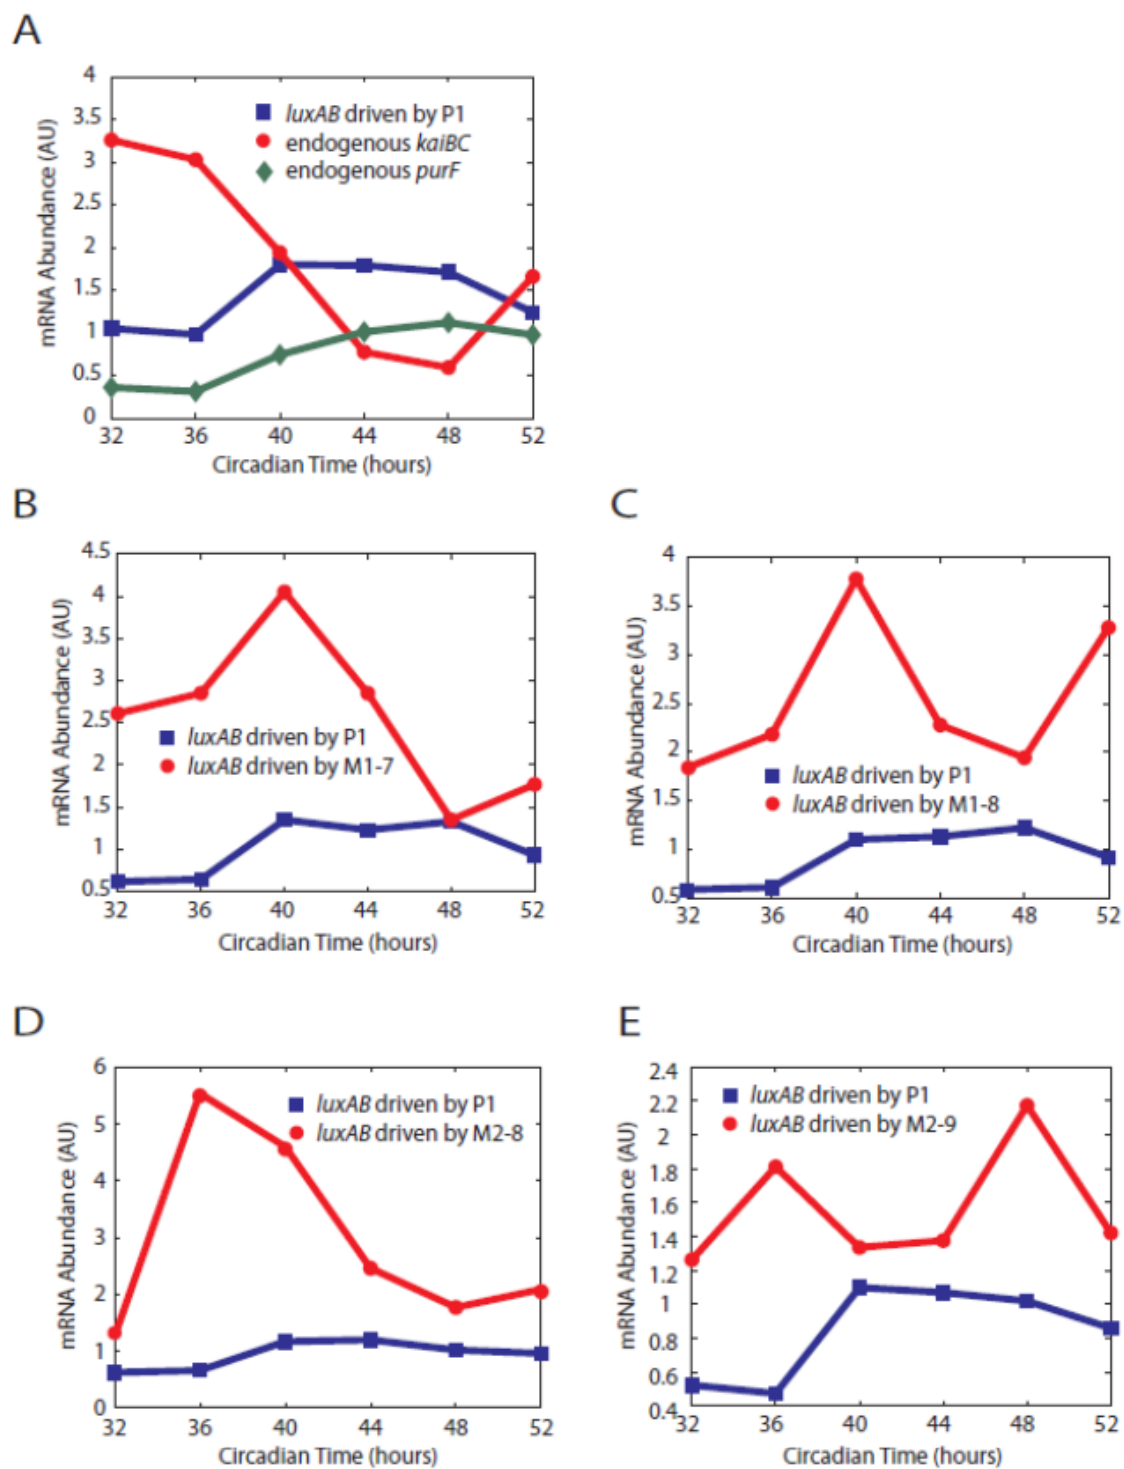 A
mRNA Abundance (AU)
4
3.5
3
2.5
2
1.5
1
0.5
0
luxAB driven by P1
endogenous kaiBC
endogenous purF
32 36 40 44 48 52
Circadian Time (hours)
B
mRNA Abundance (AU)
4.5
4
3.5
3
2.5
2
1.5
1
0.5
luxAB driven by P1
luxAB driven by M1-7
32 36 40 44 48 52
Circadian Time (hours)
C
mRNA Abundance (AU)
4
3.5
3
2.5
2
1.5
1
0.5
luxAB driven by P1
luxAB driven by M1-8
32 36 40 44 48 52
Circadian Time (hours)
D
mRNA Abundance (AU)
6
5
4
3
2
1
0
luxAB driven by P1
luxAB driven by M2-8
32 36 40 44 48 52
Circadian Time (hours)
E
mRNA Abundance (AU)
2.4
2.2
2
1.8
1.6
1.4
1.2
1
0.8
0.6
0.4
luxAB driven by P1
luxAB driven by M2-9
32 36 40 44 48 52
Circadian Time (hours)